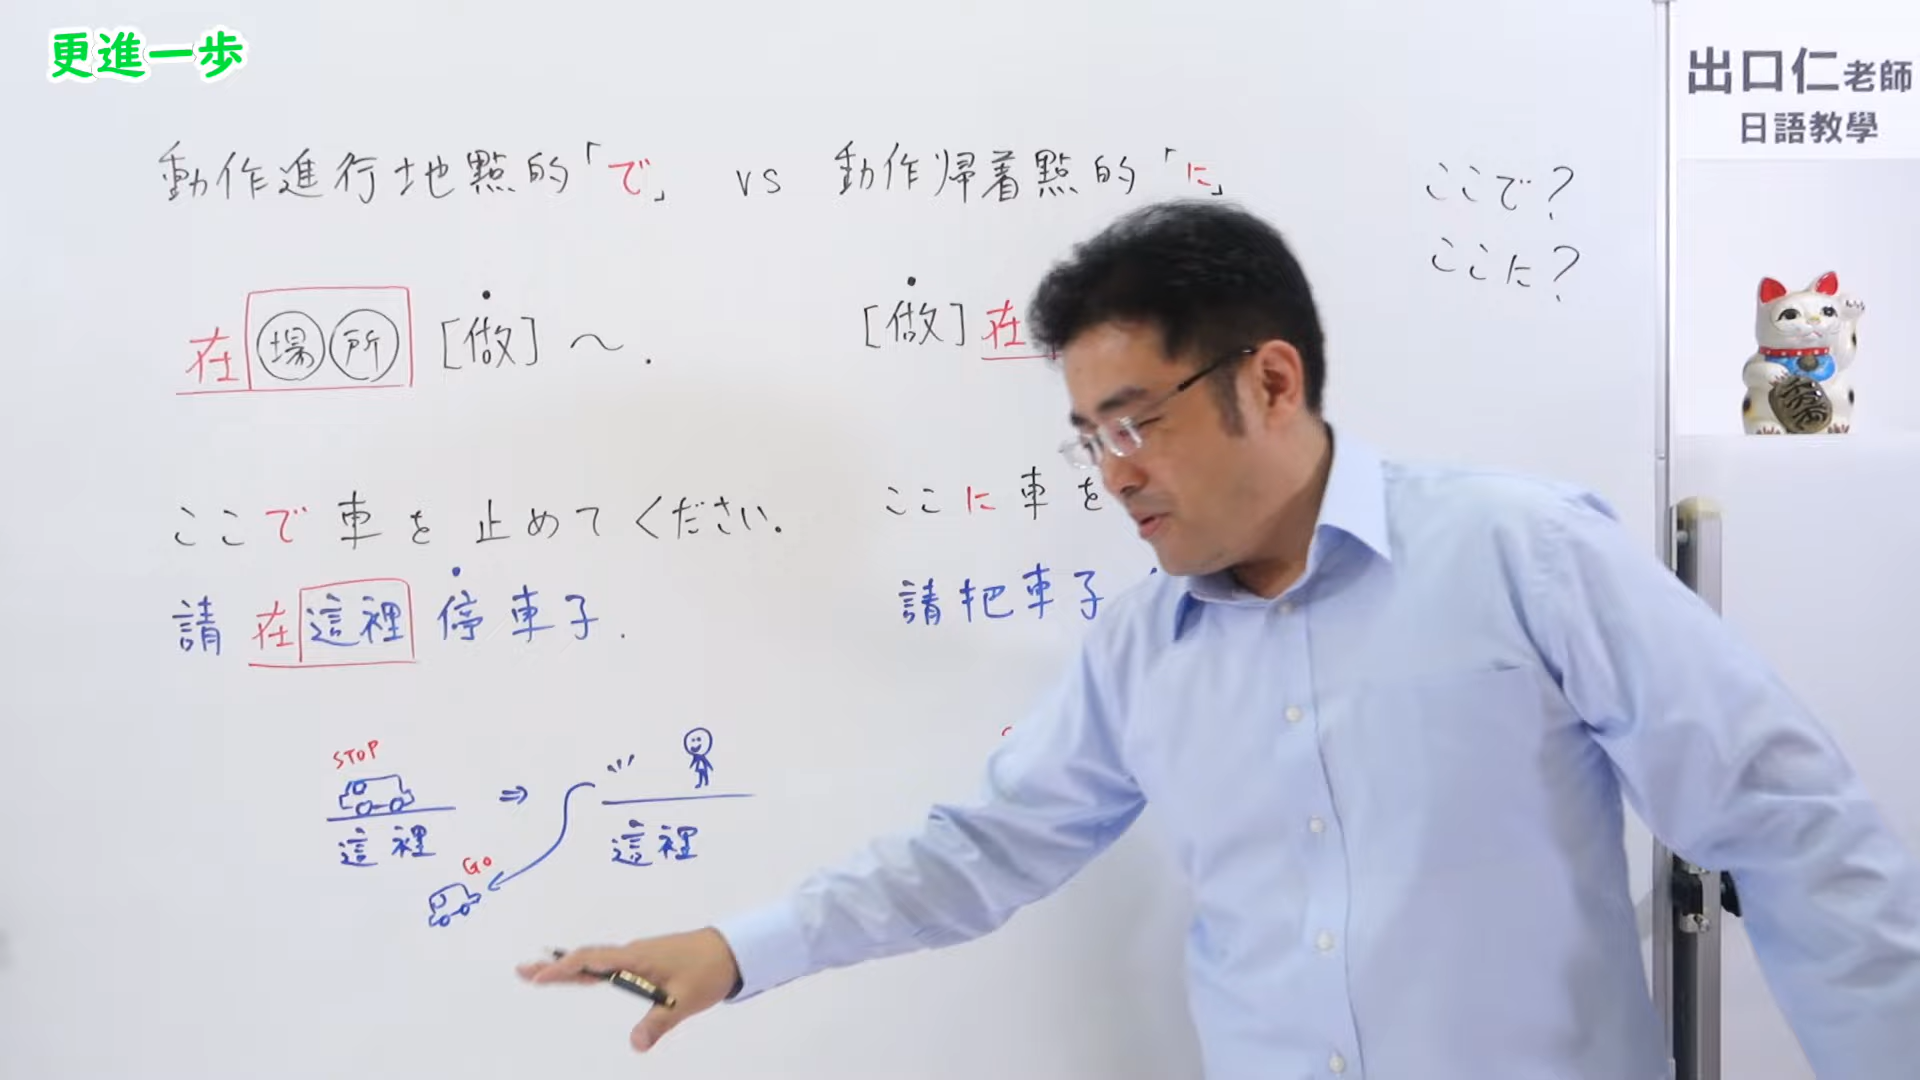 更進一步
出口仁老師
日語教學
動作進行地點的「で」 vs 動作帰着點的「に」
ここで?
ここに?
在場所[做]～.
[做]在
ここで車を止めてください.
ここに車を
請在這裡停車子.
請把車子
STOP
⇒
這裡
這裡
GO